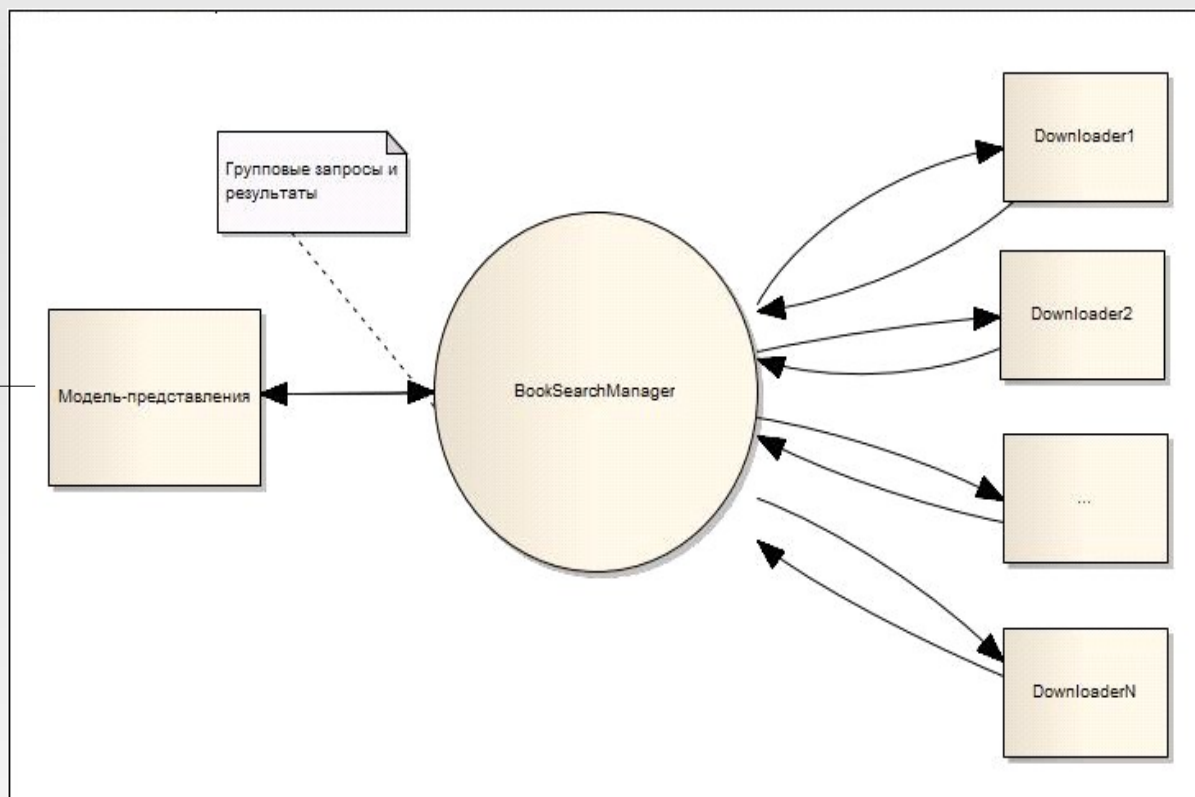 Групповые запросы и
результаты
Модель-представления
BookSearchManager
Downloader1
Downloader2
...
DownloaderN